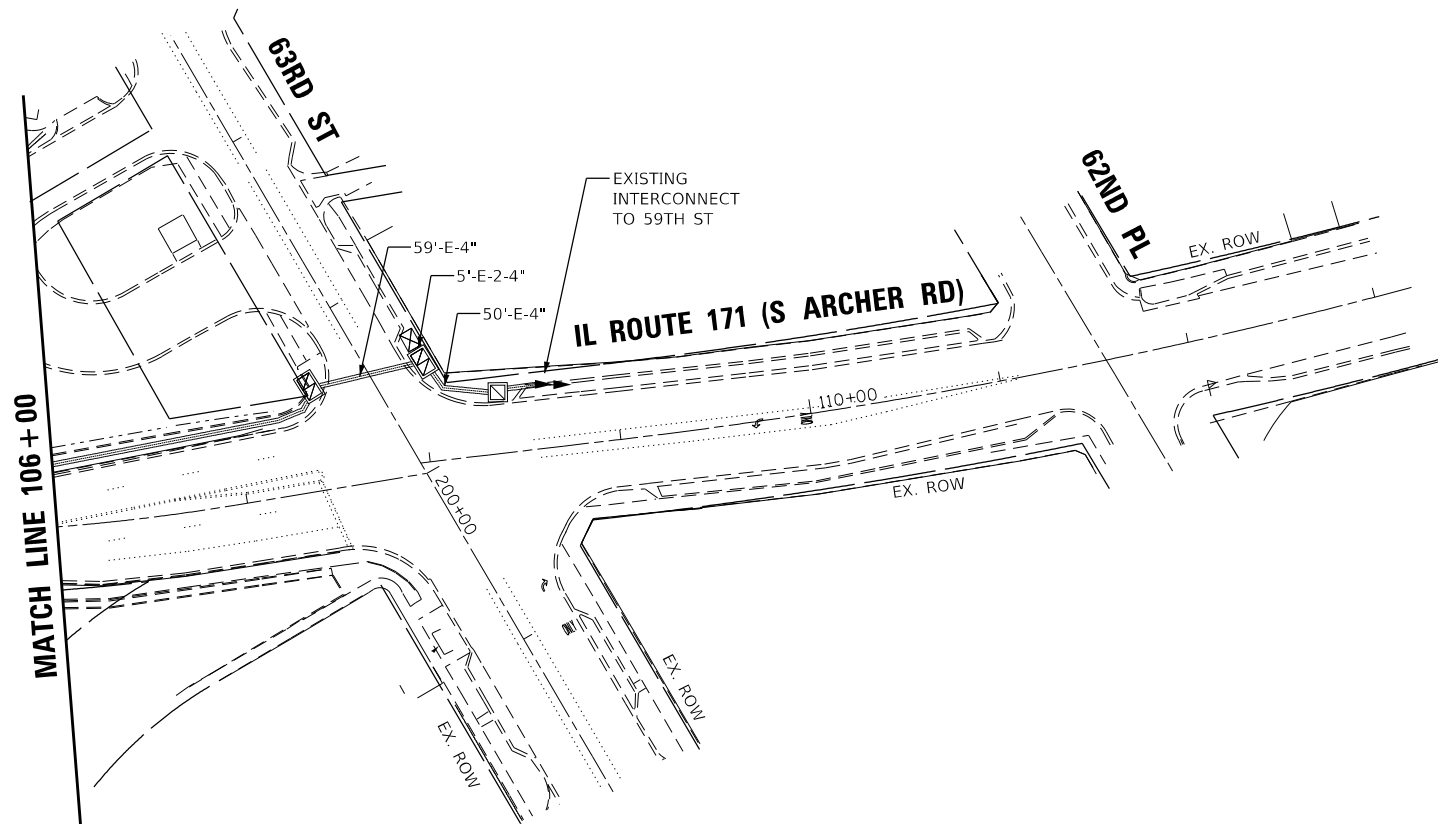 63RD ST
EXISTING
INTERCONNECT
TO 59TH ST
62ND PL
EX. ROW
59'-E-4"
5'-E-2-4"
50'-E-4"
IL ROUTE 171 (S ARCHER RD)
110+00
MATCH LINE 106+00
200+00
EX. ROW
EX. ROW
EX. ROW